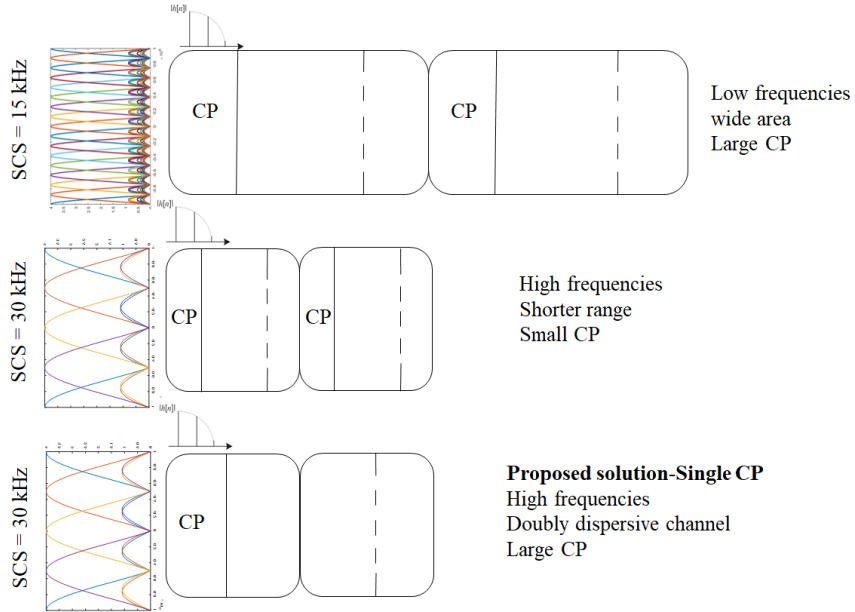 |h[n]|
SCS = 15 kHz
CP
CP
Low frequencies
wide area
Large CP
|h[n]|
SCS = 30 kHz
CP
CP
High frequencies
Shorter range
Small CP
|h[n]|
SCS = 30 kHz
CP
Proposed solution-Single CP
High frequencies
Doubly dispersive channel
Large CP